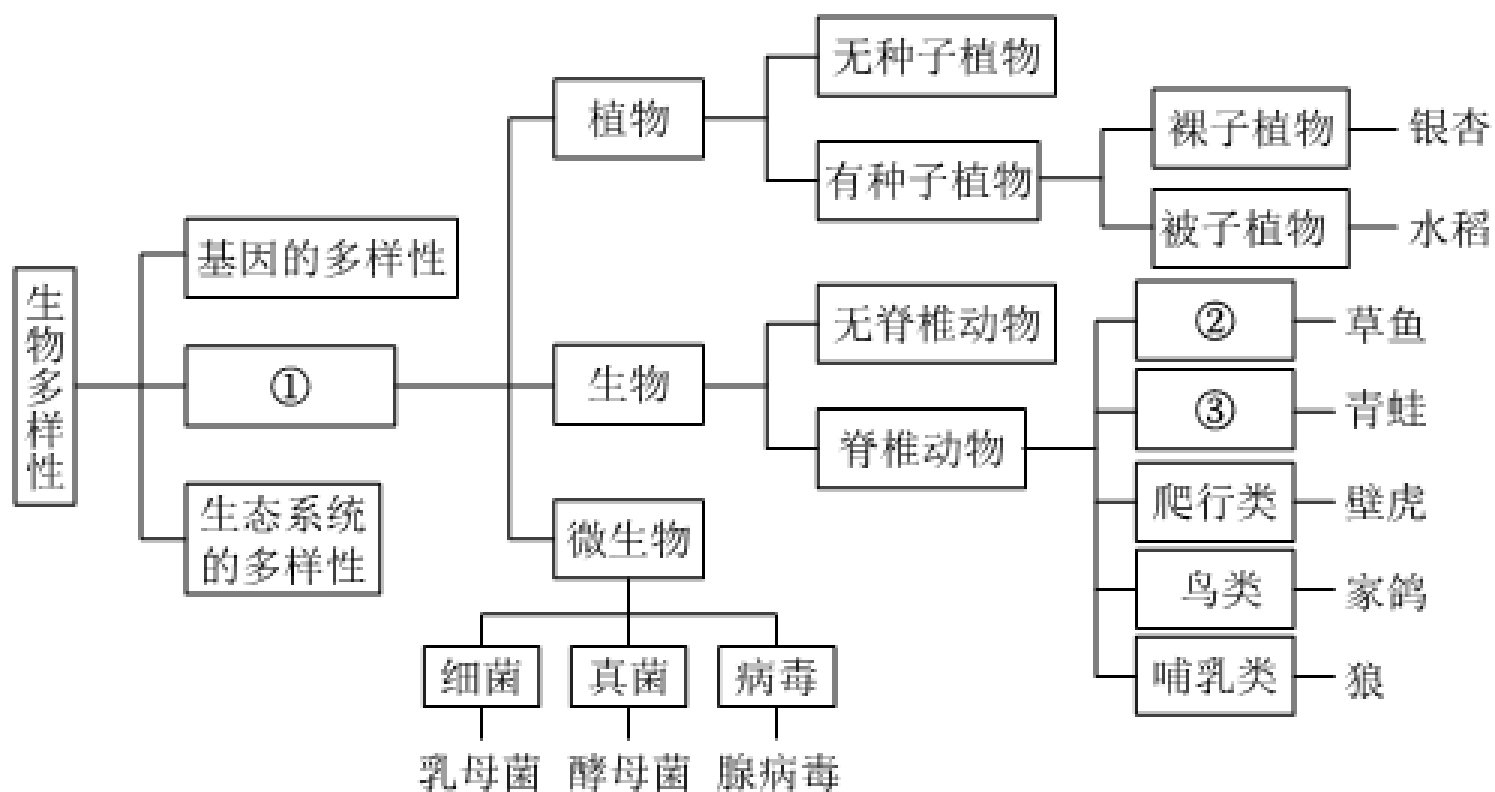 生物多样性
基因的多样性
①
生态系统
的多样性
植物
生物
微生物
无种子植物
有种子植物
裸子植物
银杏
被子植物
水稻
无脊椎动物
脊椎动物
②
草鱼
③
青蛙
爬行类
壁虎
鸟类
家鸽
哺乳类
狼
细菌
真菌
病毒
乳母菌
酵母菌
腺病毒